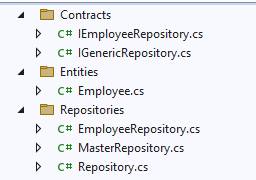 Contracts
C# IEmployeeRepository.cs
C# IGenericRepository.cs
Entities
C# Employee.cs
Repositories
C# EmployeeRepository.cs
C# MasterRepository.cs
C# Repository.cs